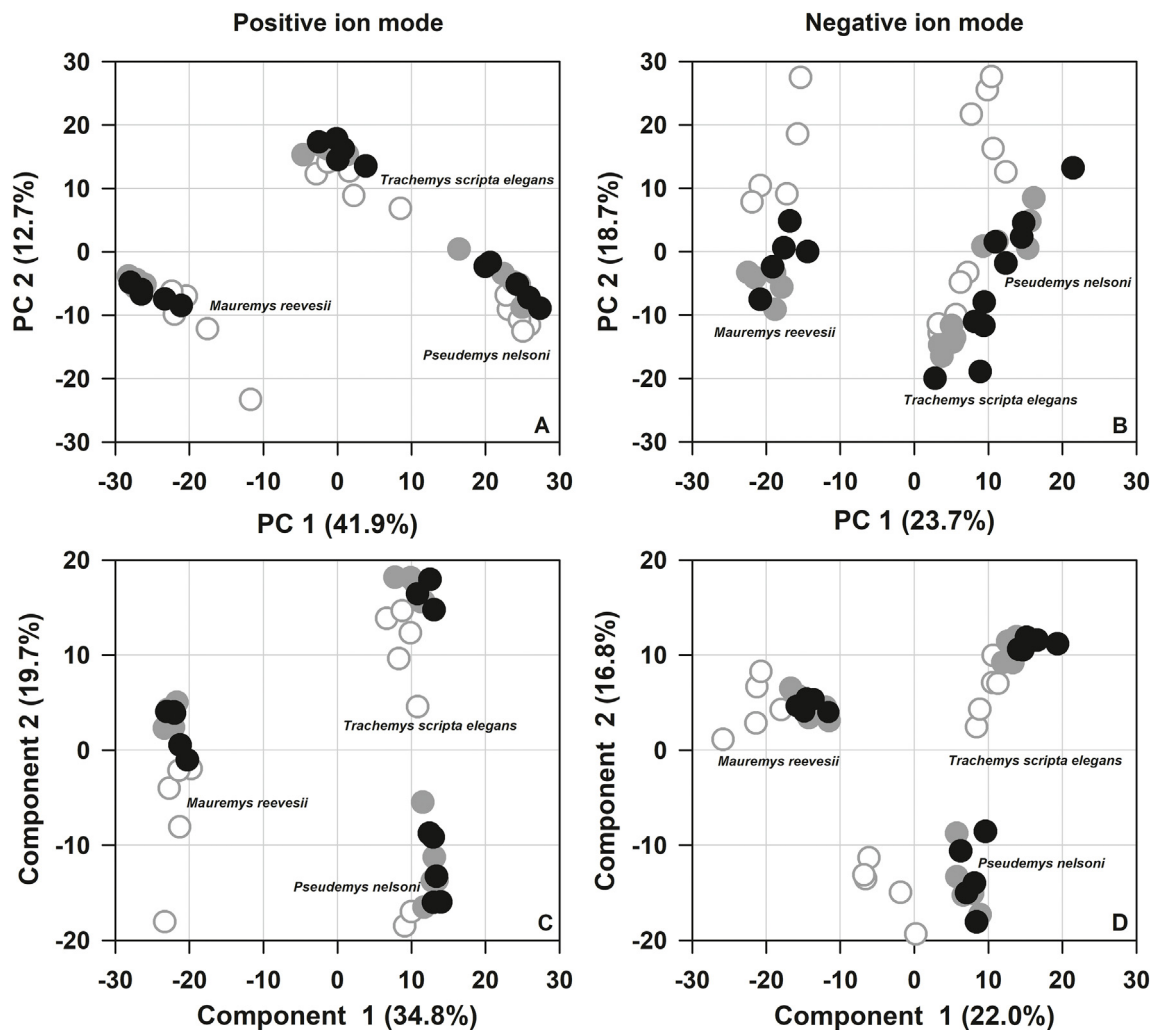 Positive ion mode
Negative ion mode
30
20
10
0
-10
-20
-30
PC 2 (12.7%)
Trachemys scripta elegans
Mauremys reevesii
Pseudemys nelsoni
A
-30 -20 -10 0 10 20 30
PC 1 (41.9%)
30
20
10
0
-10
-20
-30
PC 2 (18.7%)
Pseudemys nelsoni
Mauremys reevesii
Trachemys scripta elegans
B
-30 -20 -10 0 10 20 30
PC 1 (23.7%)
20
10
0
-10
-20
Component 2 (19.7%)
Trachemys scripta elegans
Mauremys reevesii
Pseudemys nelsoni
C
-30 -20 -10 0 10 20 30
Component 1 (34.8%)
20
10
0
-10
-20
Component 2 (16.8%)
Mauremys reevesii
Trachemys scripta elegans
Pseudemys nelsoni
D
-30 -20 -10 0 10 20 30
Component 1 (22.0%)